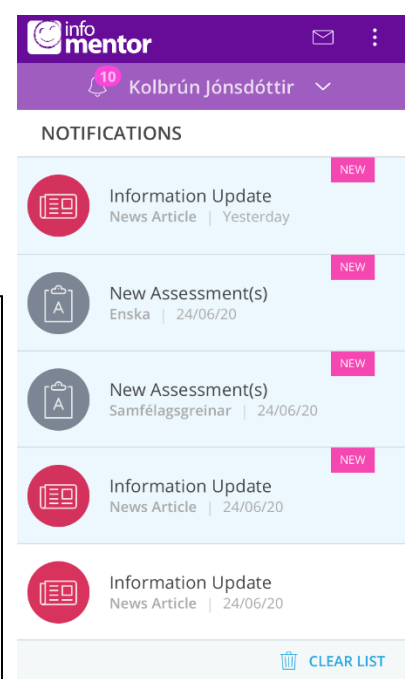 info
mentor
10
Kolbrún Jónsdóttir
NOTIFICATIONS
NEW
Information Update
News Article | Yesterday
NEW
New Assessment(s)
A
Enska | 24/06/20
NEW
New Assessment(s)
A
Samfélagsgreinar | 24/06/20
NEW
Information Update
News Article | 24/06/20
Information Update
News Article | 24/06/20
CLEAR LIST